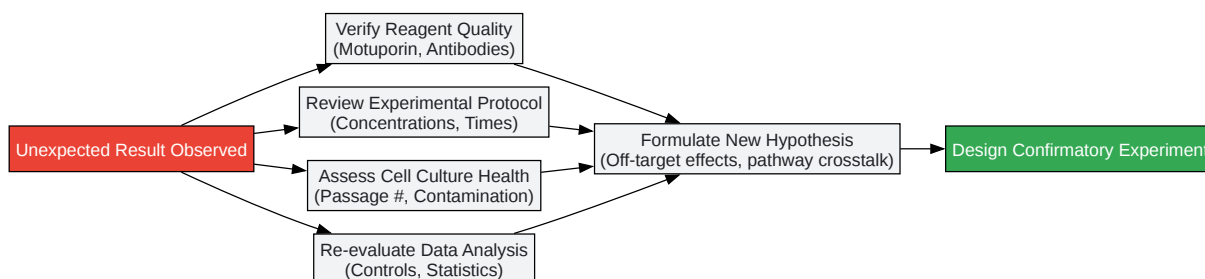 Verify Reagent Quality
(Motuporin, Antibodies)
Review Experimental Protocol
(Concentrations, Times)
Unexpected Result Observed
Assess Cell Culture Health
(Passage #, Contamination)
Re-evaluate Data Analysis
(Controls, Statistics)
Formulate New Hypothesis
(Off-target effects, pathway crosstalk)
Design Confirmatory Experiment